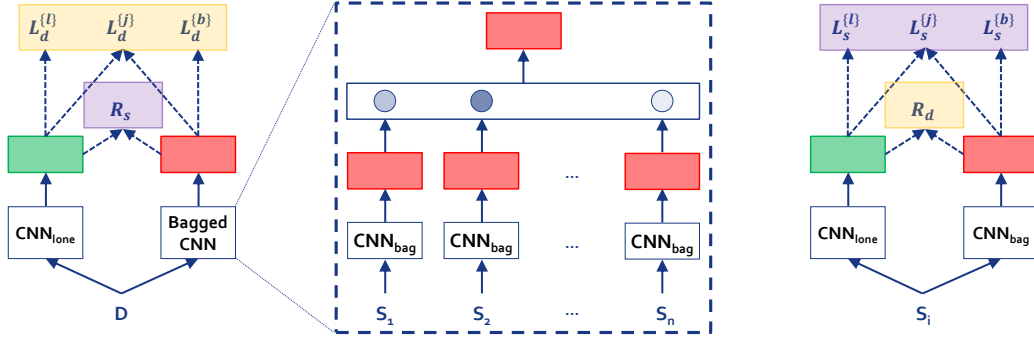 L_d^{l} L_d^{j} L_d^{b}
R_s
CNN_lone
Bagged
CNN
D
...
CNN_bag CNN_bag ... CNN_bag
S_1 S_2 ... S_n
L_s^{l} L_s^{j} L_s^{b}
R_d
CNN_lone CNN_bag
S_i